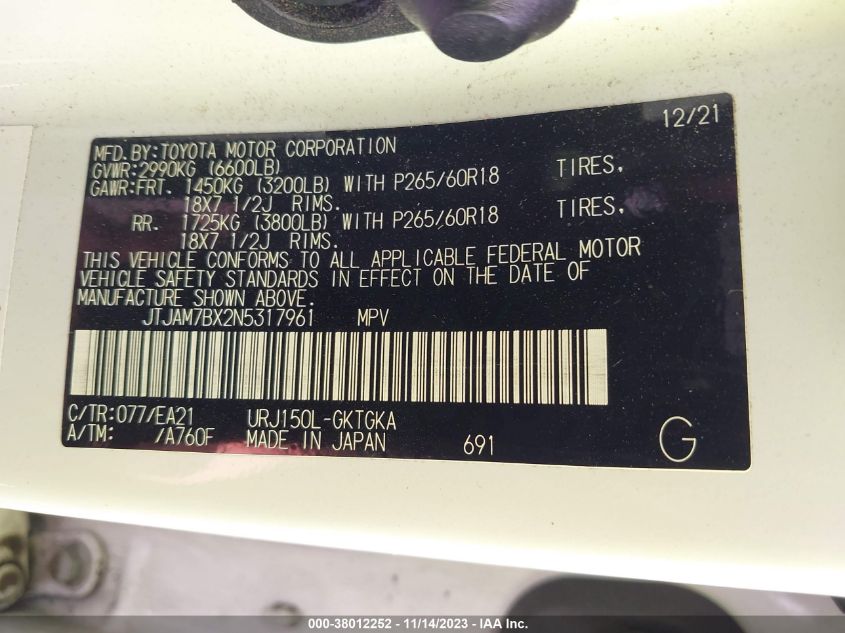 12/21
MFD.BY:TOYOTA MOTOR CORPORATION
GVWR:2990KG (6600LB)
GAWR:FRT. 1450KG (3200LB) WITH P265/60R18 TIRES,
18X7 1/2J RIMS.
RR. 1725KG (3800LB) WITH P265/60R18 TIRES,
18X7 1/2J RIMS.
THIS VEHICLE CONFORMS TO ALL APPLICABLE FEDERAL MOTOR
VEHICLE SAFETY STANDARDS IN EFFECT ON THE DATE OF
MANUFACTURE SHOWN ABOVE.
JTJAM7BX2N5317961 MPV
C/TR:077/EA21 URJ150L-GKTGKA
A/TM: /A760F MADE IN JAPAN 691 G
000-38012252 - 11/14/2023 - IAA Inc.